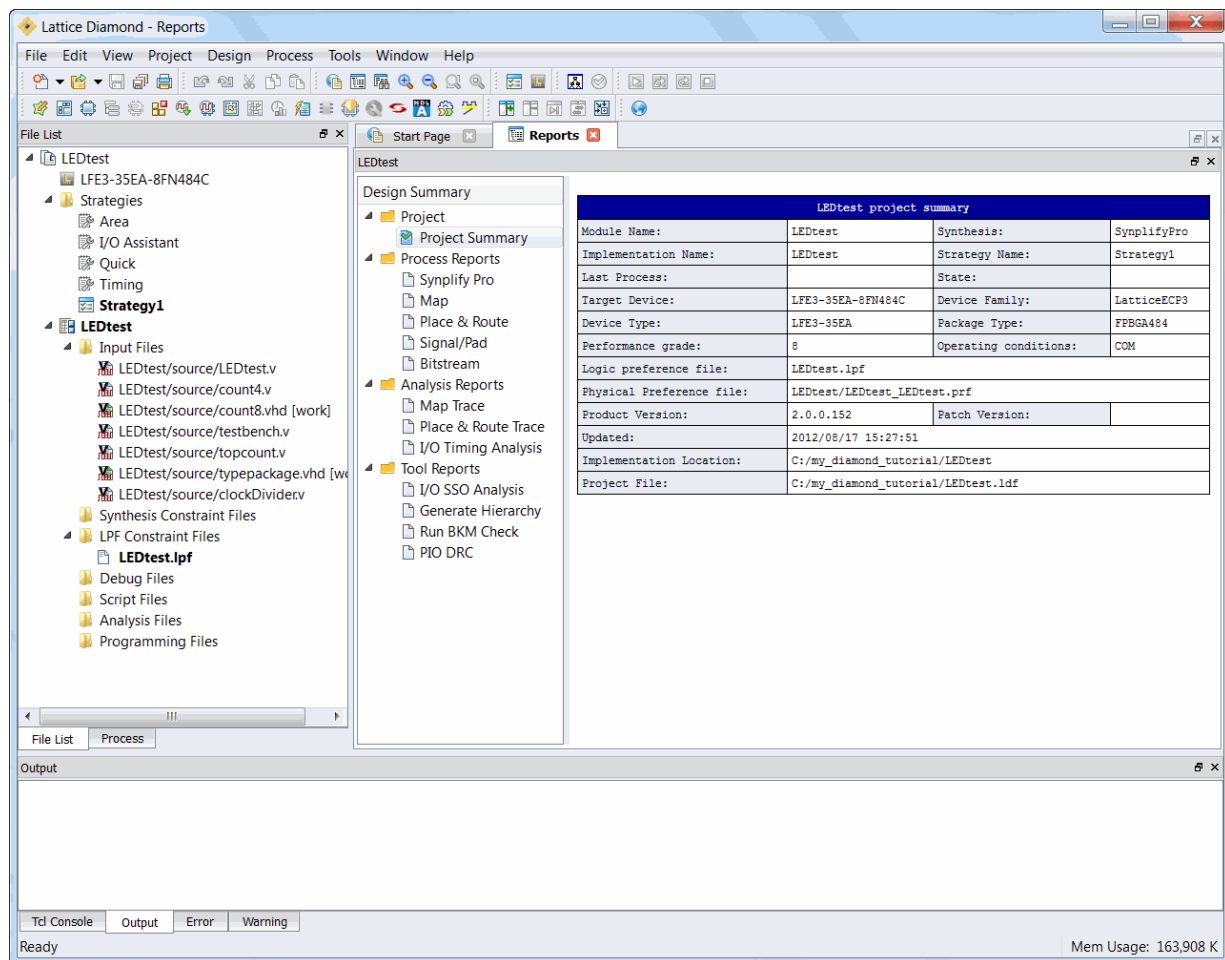 Lattice Diamond - Reports
File Edit View Project Design Process Tools Window Help
File List
LEDtest
LFE3-35EA-8FN484C
Strategies
Area
I/O Assistant
Quick
Timing
Strategy1
LEDtest
Input Files
LEDtest/source/LEDtest.v
LEDtest/source/count4.v
LEDtest/source/count8.vhd [work]
LEDtest/source/testbench.v
LEDtest/source/topcount.v
LEDtest/source/typepackage.vhd [wo
LEDtest/source/clockDivider.v
Synthesis Constraint Files
LPF Constraint Files
LEDtest.lpf
Debug Files
Script Files
Analysis Files
Programming Files
File List Process
Start Page Reports
LEDtest
Design Summary
Project
Project Summary
Process Reports
Synplify Pro
Map
Place & Route
Signal/Pad
Bitstream
Analysis Reports
Map Trace
Place & Route Trace
I/O Timing Analysis
Tool Reports
I/O SSO Analysis
Generate Hierarchy
Run BKM Check
PIO DRC
LEDtest project summary
Module Name: LEDtest Synthesis: SynplifyPro
Implementation Name: LEDtest Strategy Name: Strategy1
Last Process: State:
Target Device: LFE3-35EA-8FN484C Device Family: LatticeECP3
Device Type: LFE3-35EA Package Type: FPBGA484
Performance grade: 8 Operating conditions: COM
Logic preference file: LEDtest.lpf
Physical Preference file: LEDtest/LEDtest_LEDtest.prf
Product Version: 2.0.0.152 Patch Version:
Updated: 2012/08/17 15:27:51
Implementation Location: C:/my_diamond_tutorial/LEDtest
Project File: C:/my_diamond_tutorial/LEDtest.ldf
Output
Tcl Console Output Error Warning
Ready Mem Usage: 163,908 K